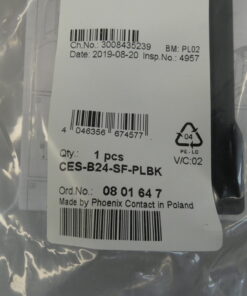 Ch.No.: 3008435239 BM: PL02
Date: 2019-08-20 Insp.No.: 4957
4 046356 674577
04
PE-LD
Qty.: 1 pcs V/C:02
CES-B24-SF-PLBK
Ord.No.: 08 01 64 7
Made by Phoenix Contact in Poland